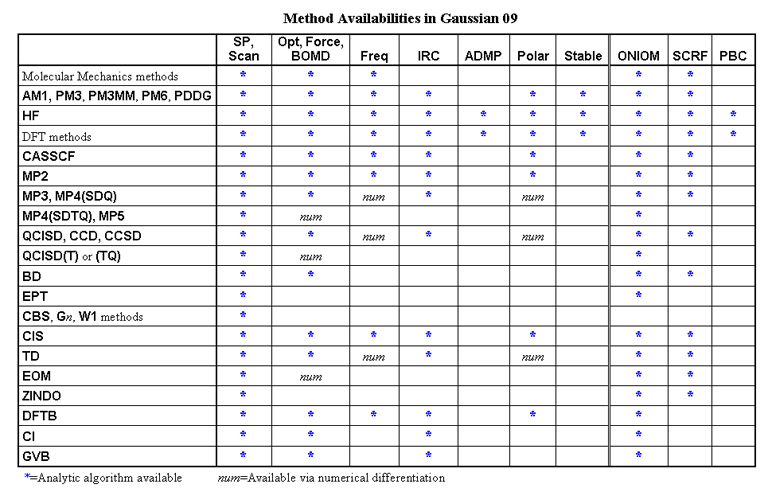 Method Availabilities in Gaussian 09
SP, Scan Opt, Force, BOMD Freq IRC ADMP Polar Stable ONIOM SCRF PBC
Molecular Mechanics methods * * * * *
AM1, PM3, PM3MM, PM6, PDDG * * * * * * * *
HF * * * * * * * * * *
DFT methods * * * * * * * * * *
CASSCF * * * * * * *
MP2 * * * * * * *
MP3, MP4(SDQ) * * num * num * *
MP4(SDTQ), MP5 * num *
QCISD, CCD, CCSD * * num * num * *
QCISD(T) or (TQ) * num *
BD * * * *
EPT * *
CBS, Gn, W1 methods *
CIS * * * * * * *
TD * * num * num * *
EOM * num * *
ZINDO * * *
DFTB * * * * * *
CI * * * *
GVB * * * *
*=Analytic algorithm available num=Available via numerical differentiation